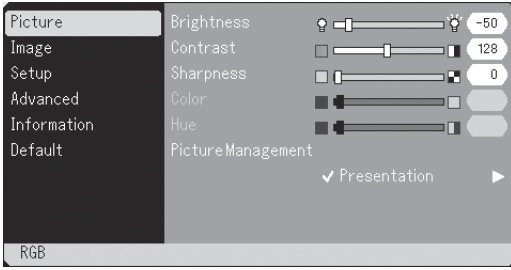 Picture
Image
Setup
Advanced
Information
Default
Brightness -50
Contrast 128
Sharpness 0
Color
Hue
Picture Management
✓ Presentation ▶
RGB